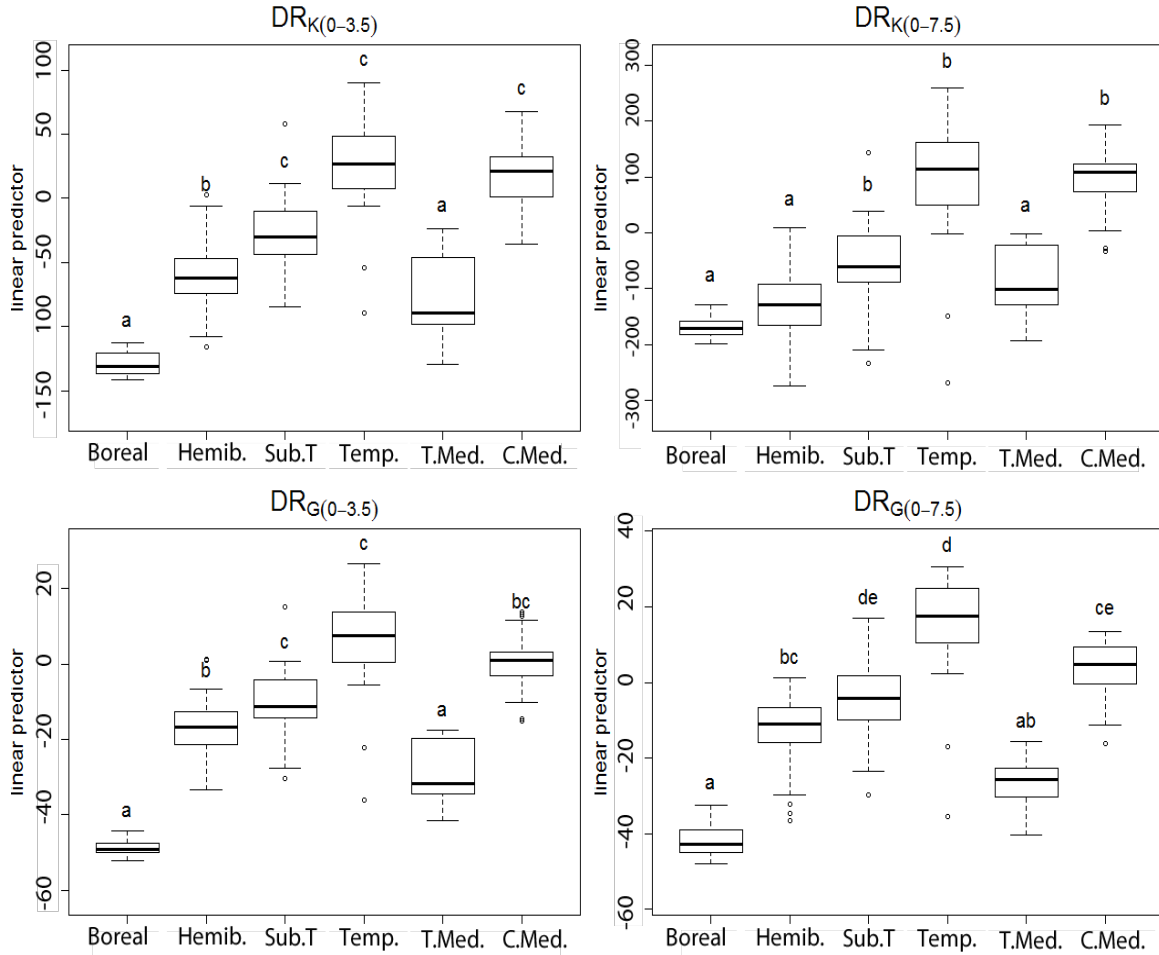 DRK(0–3.5)
linear predictor
100
50
0
-50
100
-150
c
c
c
b
a
a
Boreal Hemib. Sub.T Temp. T.Med. C.Med.
DRK(0–7.5)
linear predictor
300
200
100
0
-100
-200
-300
b
b
b
a
a
a
Boreal Hemib. Sub.T Temp. T.Med. C.Med.
DRG(0–3.5)
linear predictor
20
0
-20
-40
-60
c
bc
c
b
a
a
Boreal Hemib. Sub.T Temp. T.Med. C.Med.
DRG(0–7.5)
linear predictor
40
20
0
-20
-40
-60
d
de
ce
bc
ab
a
Boreal Hemib. Sub.T Temp. T.Med. C.Med.